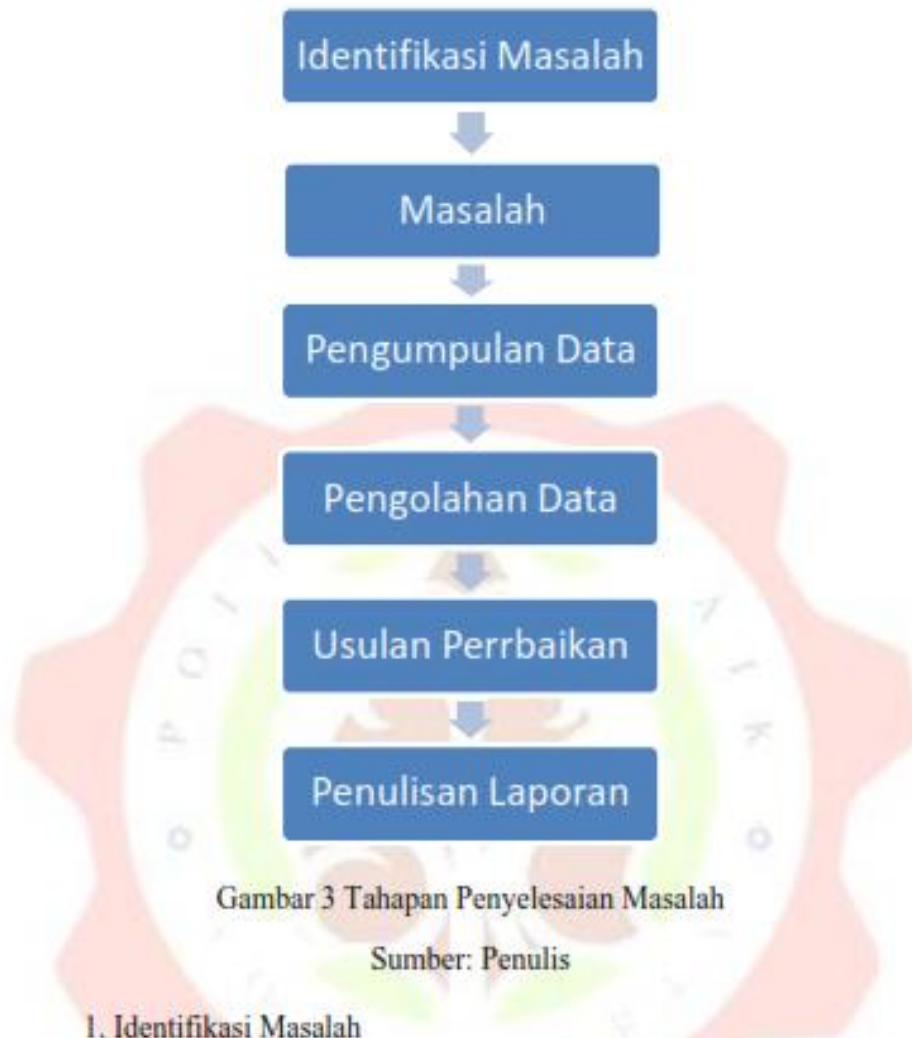 Identifikasi Masalah
Masalah
Pengumpulan Data
Pengolahan Data
Usulan Perrbaikan
Penulisan Laporan
Gambar 3 Tahapan Penyelesaian Masalah
Sumber: Penulis
1. Identifikasi Masalah